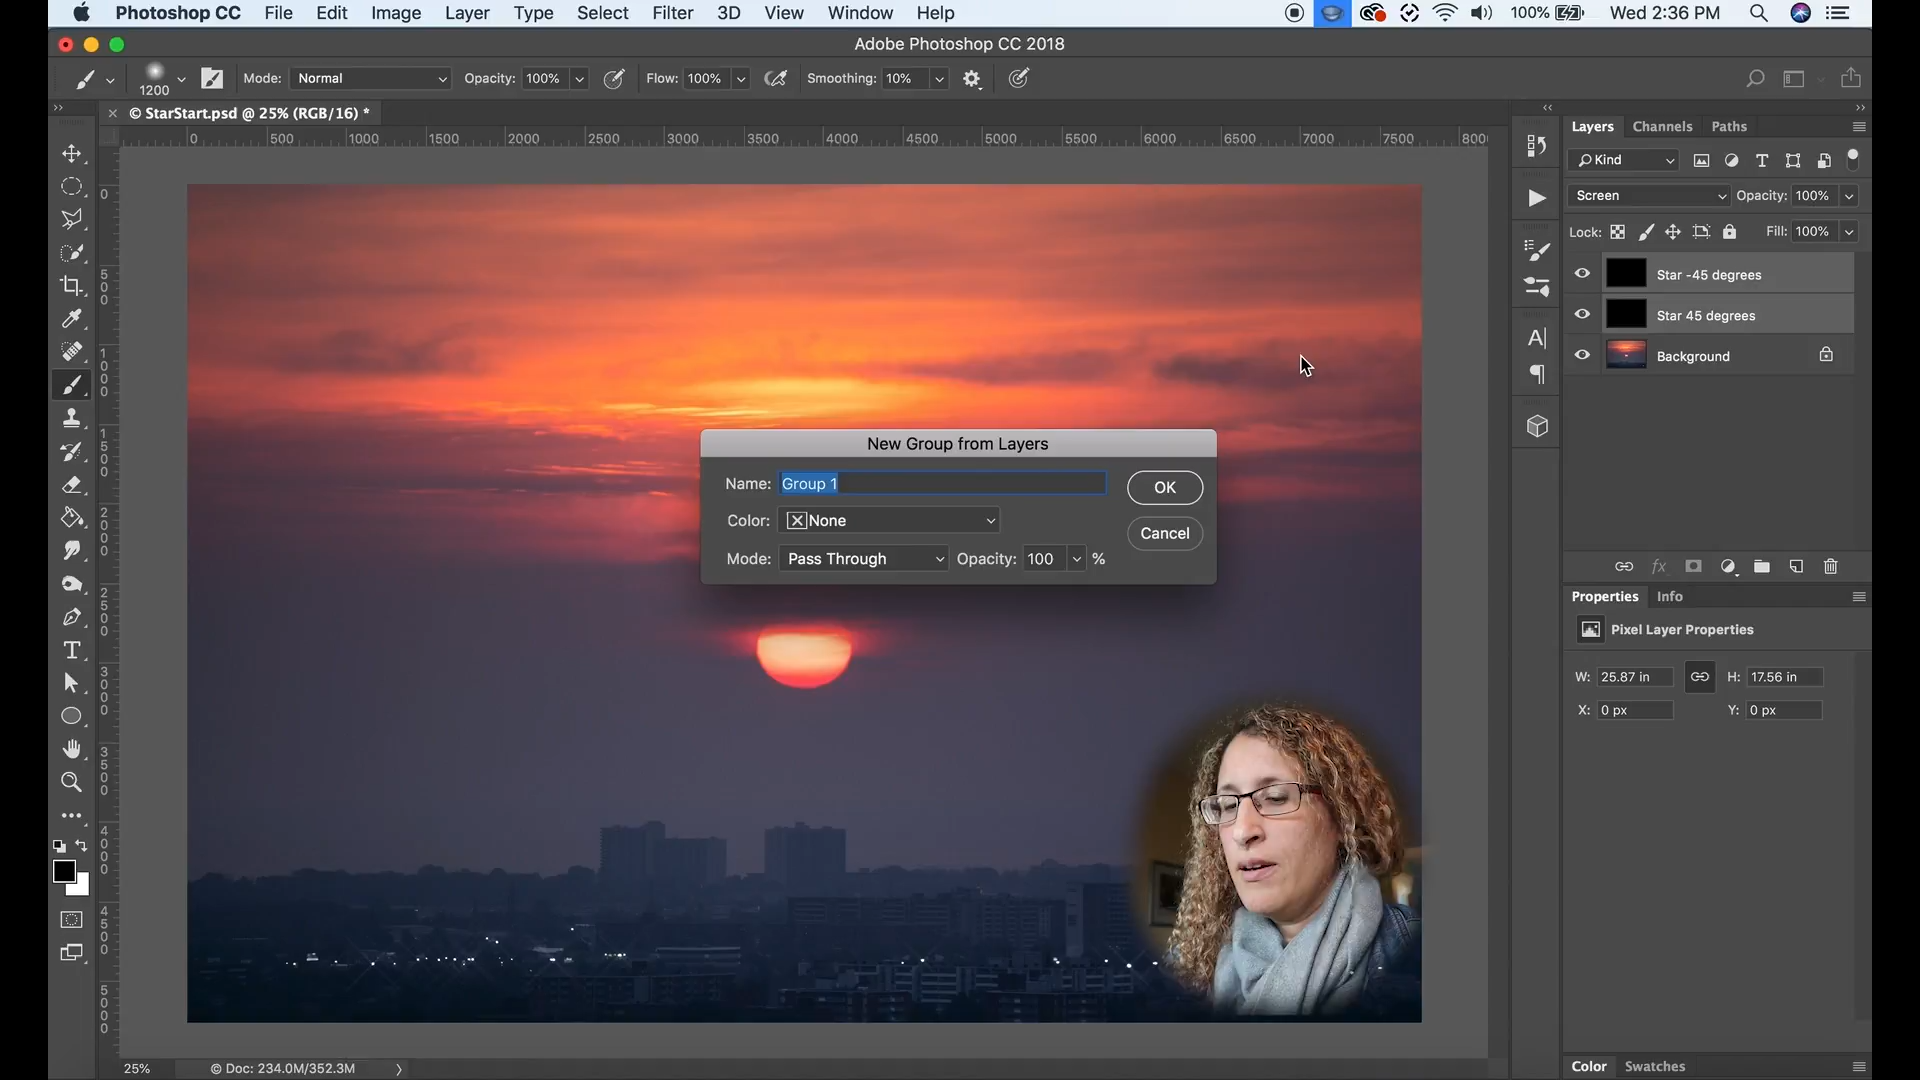 Photoshop CC File Edit Image Layer Type Select Filter 3D View Window Help 100% Wed 2:36 PM
Adobe Photoshop CC 2018
1200 Mode: Normal Opacity: 100% Flow: 100% Smoothing: 10%
© StarStart.psd @ 25% (RGB/16) *
0 500 1000 1500 2000 2500 3000 3500 4000 4500 5000 5500 6000 6500 7000 7500 8000
0
500
1000
1500
2000
2500
3000
3500
4000
4500
5000
Layers Channels Paths
Kind
Screen Opacity: 100%
Lock: Fill: 100%
Star -45 degrees
Star 45 degrees
Background
fx
New Group from Layers
Name: Group 1 OK
Color: None Cancel
Mode: Pass Through Opacity: 100 %
Properties Info
Pixel Layer Properties
W: 25.87 in H: 17.56 in
X: 0 px Y: 0 px
Color Swatches
25% © Doc: 234.0M/352.3M